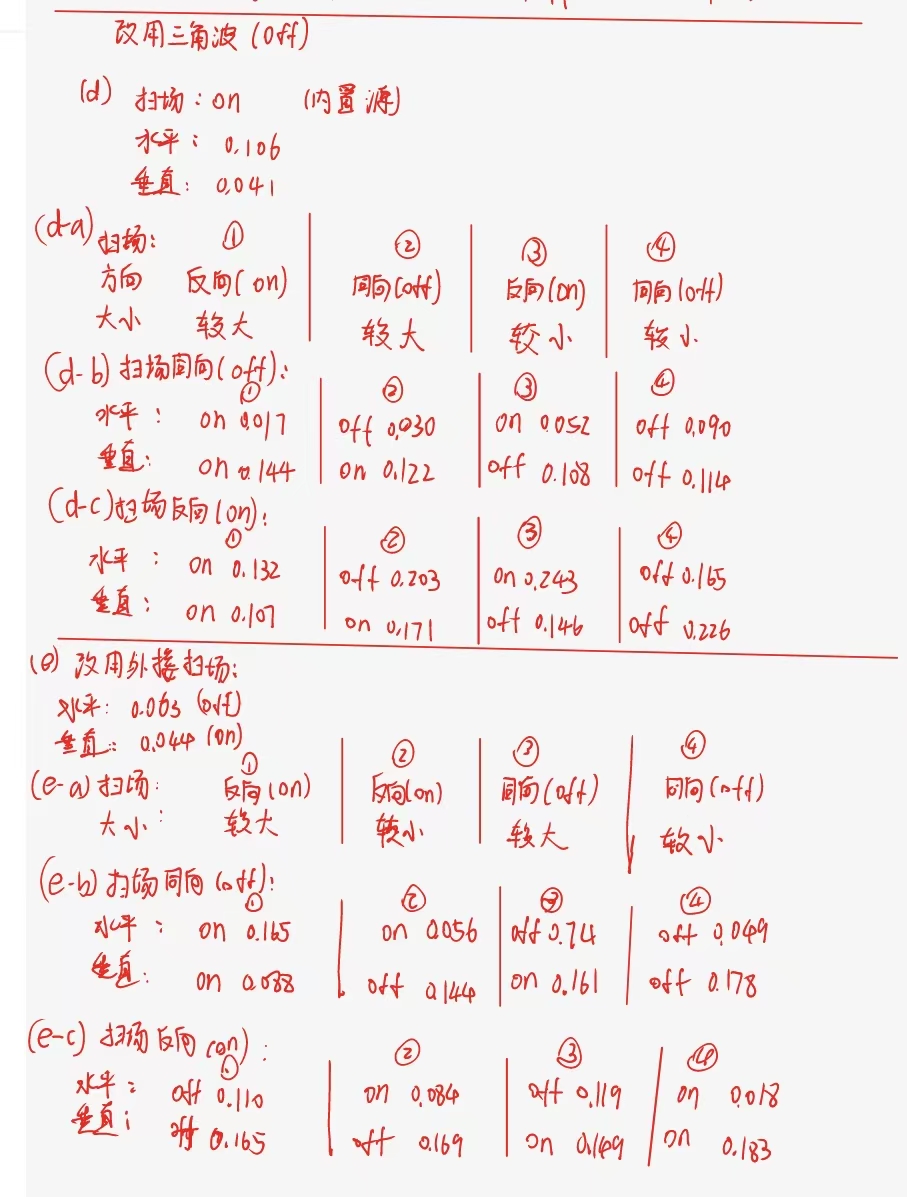 改用三角波(off)
(d) 扫场:on (内置源)
水平:0.106
垂直:0.041
(d-a) 扫场: ① ② ③ ④
方向 反向(on) 同向(off) 反向(on) 同向(off)
大小 较大 较大 较小 较小
(d-b) 扫场同向(off):
① ② ③ ④
水平: on 0.017 off 0.030 on 0.052 off 0.090
垂直: on 0.144 on 0.122 off 0.108 off 0.114
(d-c) 扫场反向(on):
① ② ③ ④
水平: on 0.132 off 0.203 on 0.243 off 0.165
垂直: on 0.107 on 0.171 off 0.146 off 0.226
(e) 改用外接扫场:
水平: 0.063 (off)
垂直: 0.044 (on)
① ② ③ ④
(e-a) 扫场: 反向(on) 反向(on) 同向(off) 同向(off)
大小: 较大 较小 较大 较小
(e-b) 扫场同向(off):
① ② ③ ④
水平: on 0.165 on 0.056 off 0.74 off 0.049
垂直: on 0.088 off 0.144 on 0.161 off 0.178
(e-c) 扫场反向(on):
① ② ③ ④
水平: off 0.110 on 0.084 off 0.119 on 0.018
垂直: off 0.165 off 0.169 on 0.149 on 0.183